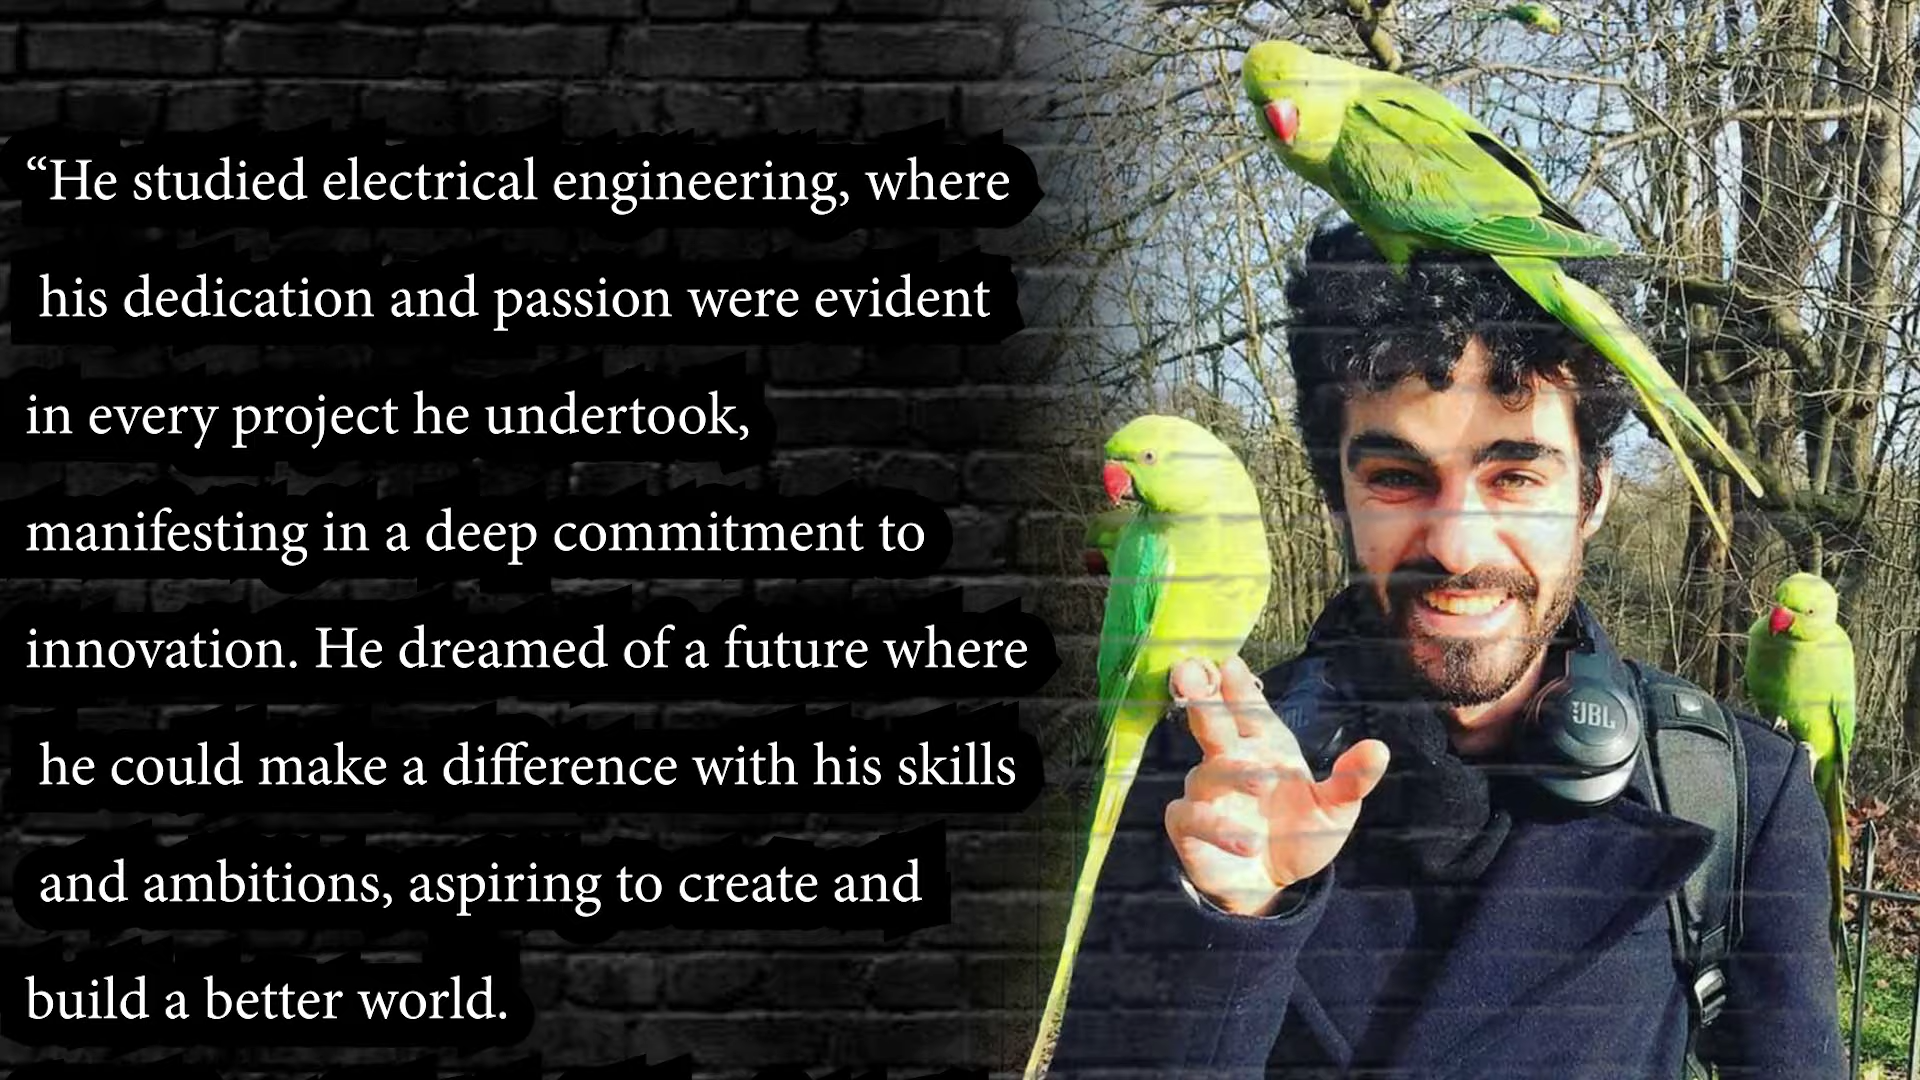 “He studied electrical engineering, where
his dedication and passion were evident
in every project he undertook,
manifesting in a deep commitment to
innovation. He dreamed of a future where
he could make a difference with his skills
and ambitions, aspiring to create and
build a better world.
JBL